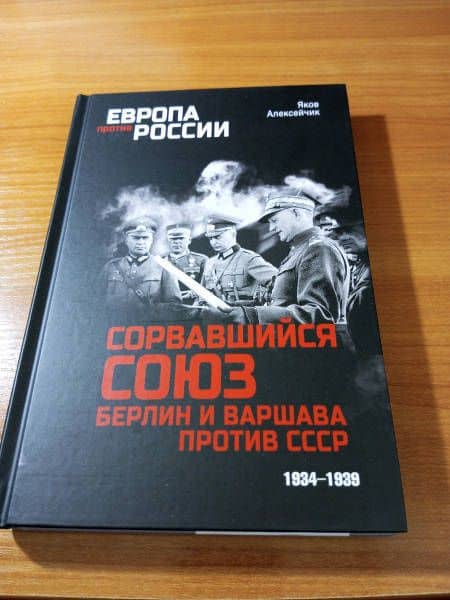 Яков
Алексейчик
ЕВРОПА
против РОССИИ
СОРВАВШИЙСЯ
СОЮЗ
БЕРЛИН И ВАРШАВА
ПРОТИВ СССР
1934–1939